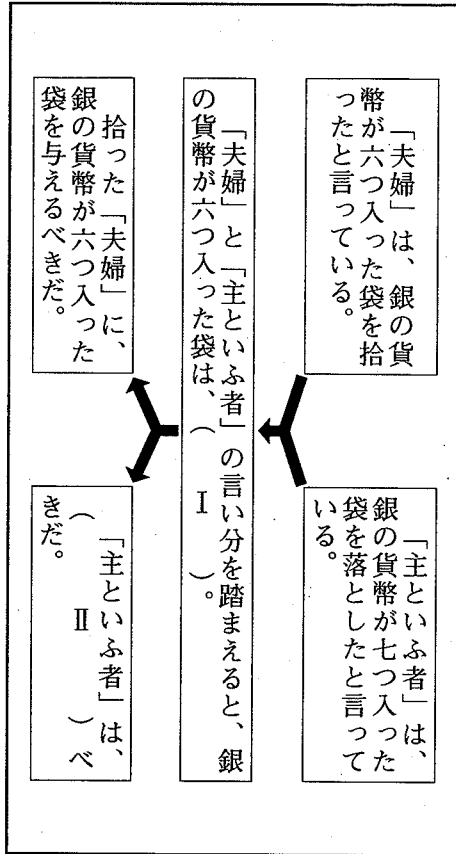 「夫婦」は、銀の貨
幣が六つ入った袋を拾
ったと言っている。
「主といふ者」は、
銀の貨幣が七つ入った
袋を落としたと言って
いる。
「夫婦」と「主といふ者」の言い分を踏まえると、銀
の貨幣が六つ入った袋は、（　Ⅰ　）。
拾った「夫婦」に、
銀の貨幣が六つ入った
袋を与えるべきだ。
「主といふ者」は、
（　Ⅱ　）べ
きだ。